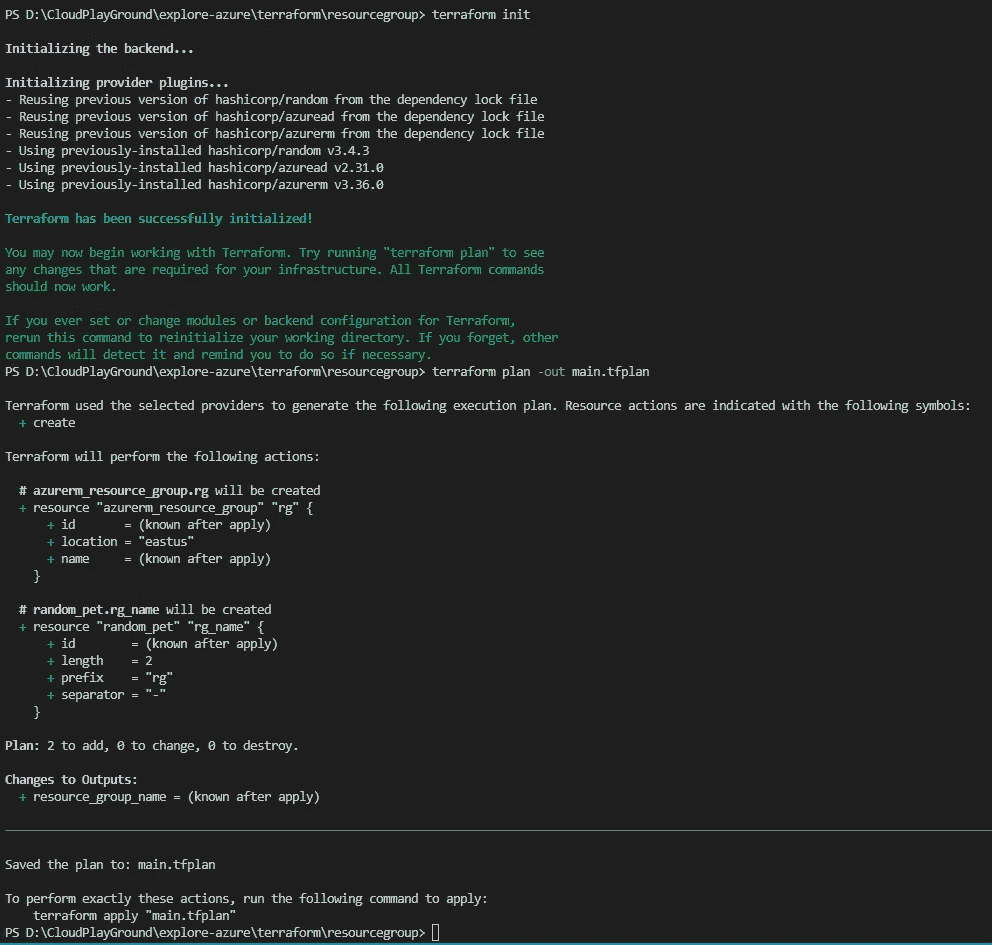 PS D:\CloudPlayGround\explore-azure\terraform\resourcegroup> terraform init
Initializing the backend...
Initializing provider plugins...
- Reusing previous version of hashicorp/random from the dependency lock file
- Reusing previous version of hashicorp/azuread from the dependency lock file
- Reusing previous version of hashicorp/azurerm from the dependency lock file
- Using previously-installed hashicorp/random v3.4.3
- Using previously-installed hashicorp/azuread v2.31.0
- Using previously-installed hashicorp/azurerm v3.36.0
Terraform has been successfully initialized!
You may now begin working with Terraform. Try running "terraform plan" to see
any changes that are required for your infrastructure. All Terraform commands
should now work.
If you ever set or change modules or backend configuration for Terraform,
rerun this command to reinitialize your working directory. If you forget, other
commands will detect it and remind you to do so if necessary.
PS D:\CloudPlayGround\explore-azure\terraform\resourcegroup> terraform plan -out main.tfplan
Terraform used the selected providers to generate the following execution plan. Resource actions are indicated with the following symbols:
  + create
Terraform will perform the following actions:
  # azurerm_resource_group.rg will be created
  + resource "azurerm_resource_group" "rg" {
      + id       = (known after apply)
      + location = "eastus"
      + name     = (known after apply)
    }
  # random_pet.rg_name will be created
  + resource "random_pet" "rg_name" {
      + id        = (known after apply)
      + length    = 2
      + prefix    = "rg"
      + separator = "-"
    }
Plan: 2 to add, 0 to change, 0 to destroy.
Changes to Outputs:
  + resource_group_name = (known after apply)
Saved the plan to: main.tfplan
To perform exactly these actions, run the following command to apply:
    terraform apply "main.tfplan"
PS D:\CloudPlayGround\explore-azure\terraform\resourcegroup>